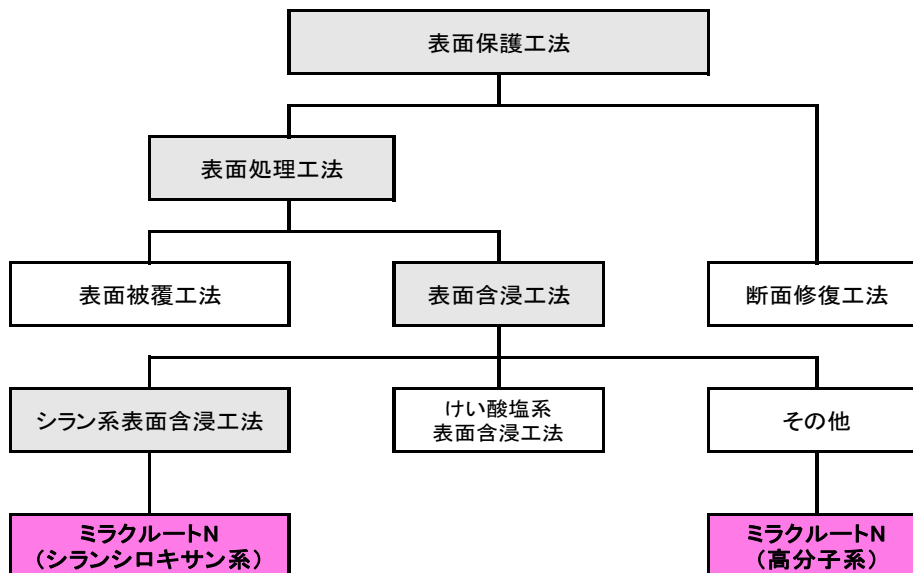 表面保護工法
表面処理工法
表面被覆工法
表面含浸工法
断面修復工法
シラン系表面含浸工法
けい酸塩系
表面含浸工法
その他
ミラクルートN
(シランシロキサン系)
ミラクルートN
(高分子系)